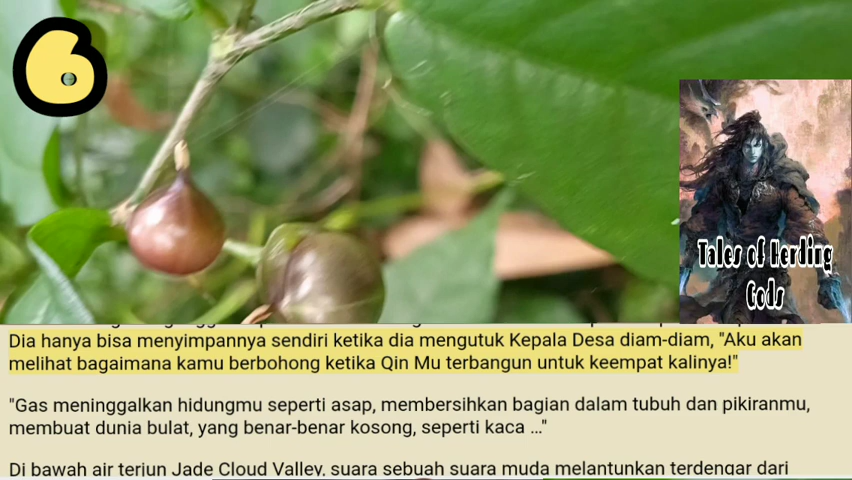 6
Tales of Herding
Gods
Dia hanya bisa menyimpannya sendiri ketika dia mengutuk Kepala Desa diam-diam, "Aku akan
melihat bagaimana kamu berbohong ketika Qin Mu terbangun untuk keempat kalinya!"
"Gas meninggalkan hidungmu seperti asap, membersihkan bagian dalam tubuh dan pikiranmu,
membuat dunia bulat, yang benar-benar kosong, seperti kaca ..."
Di bawah air terjun Jade Cloud Valley, suara sebuah suara muda melantunkan terdengar dari